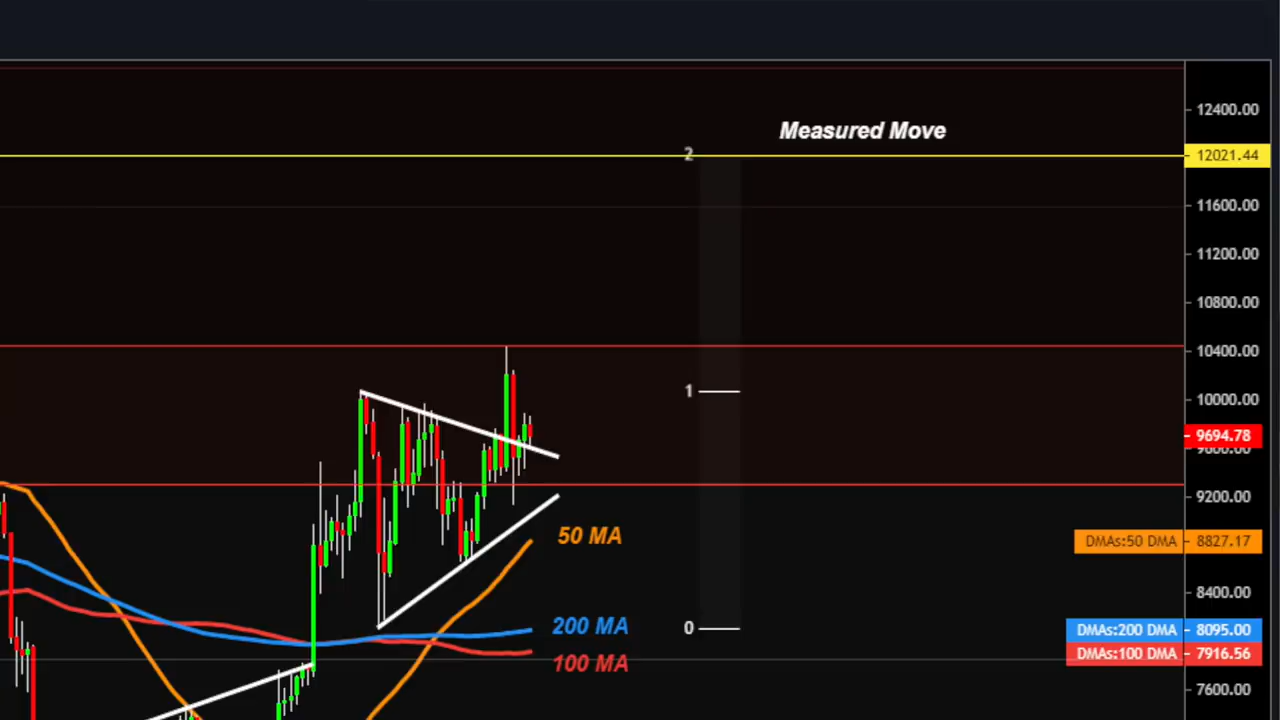 Measured Move
2
1
0
50 MA
200 MA
100 MA
12400.00
12021.44
11600.00
11200.00
10800.00
10400.00
10000.00
9694.78
9200.00
DMAs:50 DMA 8827.17
8400.00
DMAs:200 DMA 8095.00
DMAs:100 DMA 7916.56
7600.00